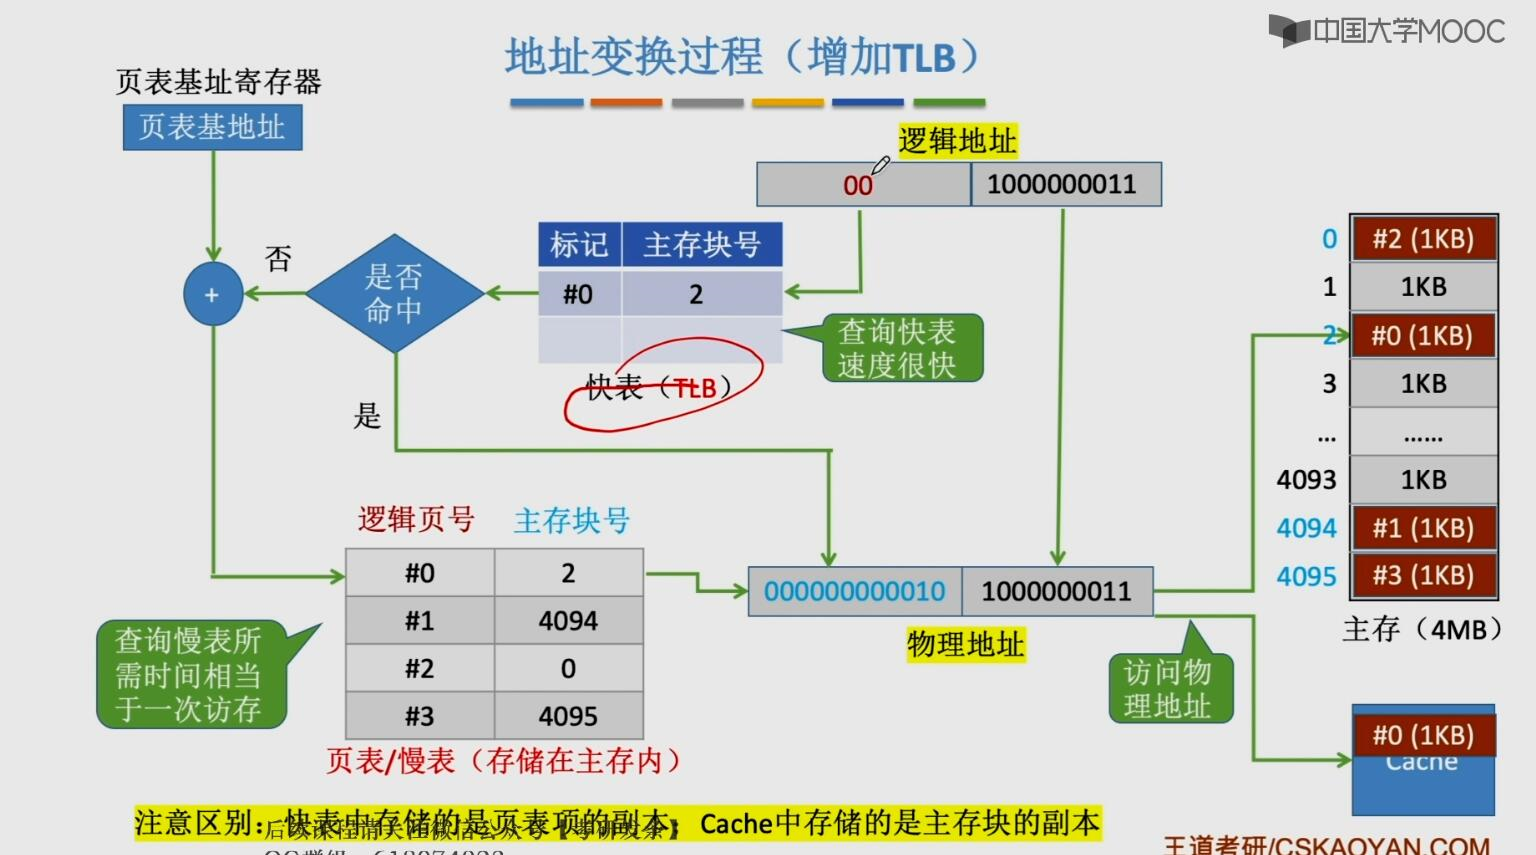 中国大学MOOC
地址变换过程（增加TLB）
页表基址寄存器
页表基地址
逻辑地址
00 1000000011
标记 主存块号
#0 2
快表（TLB）
查询快表
速度很快
是否
命中
否
是
+
逻辑页号 主存块号
#0 2
#1 4094
#2 0
#3 4095
页表/慢表（存储在主存内）
查询慢表所
需时间相当
于一次访存
000000000010 1000000011
物理地址
访问物
理地址
0 #2 (1KB)
1 1KB
2 #0 (1KB)
3 1KB
... ......
4093 1KB
4094 #1 (1KB)
4095 #3 (1KB)
主存（4MB）
#0 (1KB)
Cache
注意区别：快表中存储的是页表项的副本；Cache中存储的是主存块的副本
王道考研/CSKAOYAN.COM